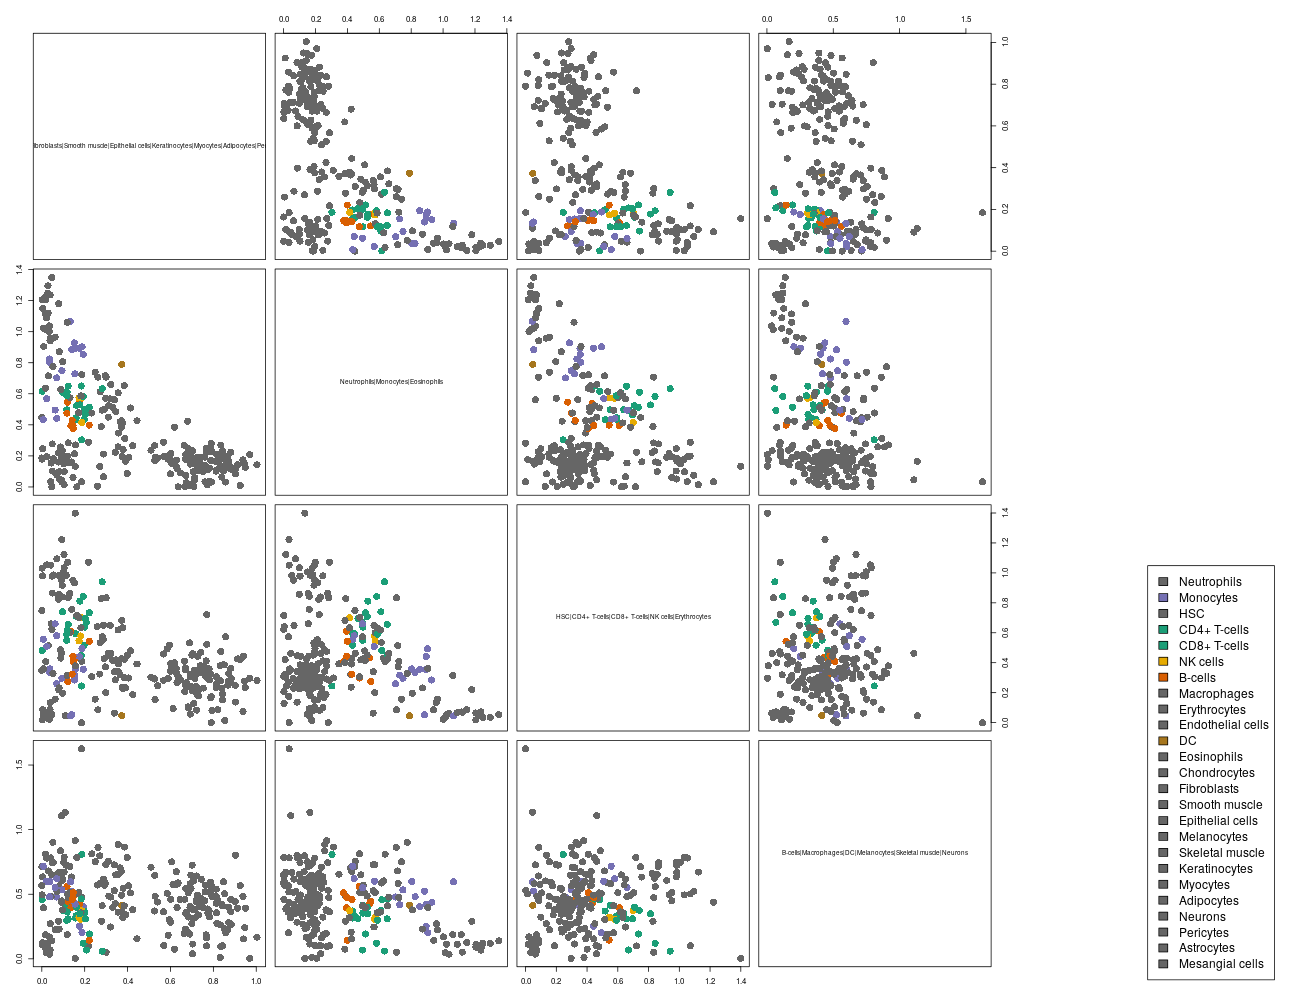 0.0 0.2 0.4 0.6 0.8 1.0 1.2 1.4
0.0 0.5 1.0 1.5
ibroblasts|Smooth muscle|Epithelial cells|Keratinocytes|Myocytes|Adipocytes|Pe
0.0 0.2 0.4 0.6 0.8 1.0
0.0 0.2 0.4 0.6 0.8 1.0 1.2 1.4
Neutrophils|Monocytes|Eosinophils
HSC|CD4+ T-cells|CD8+ T-cells|NK cells|Erythrocytes
0.0 0.2 0.4 0.6 0.8 1.0 1.2 1.4
0.0 0.5 1.0 1.5
B-cells|Macrophages|DC|Melanocytes|Skeletal muscle|Neurons
0.0 0.2 0.4 0.6 0.8 1.0
0.0 0.2 0.4 0.6 0.8 1.0 1.2 1.4
Neutrophils
Monocytes
HSC
CD4+ T-cells
CD8+ T-cells
NK cells
B-cells
Macrophages
Erythrocytes
Endothelial cells
DC
Eosinophils
Chondrocytes
Fibroblasts
Smooth muscle
Epithelial cells
Melanocytes
Skeletal muscle
Keratinocytes
Myocytes
Adipocytes
Neurons
Pericytes
Astrocytes
Mesangial cells